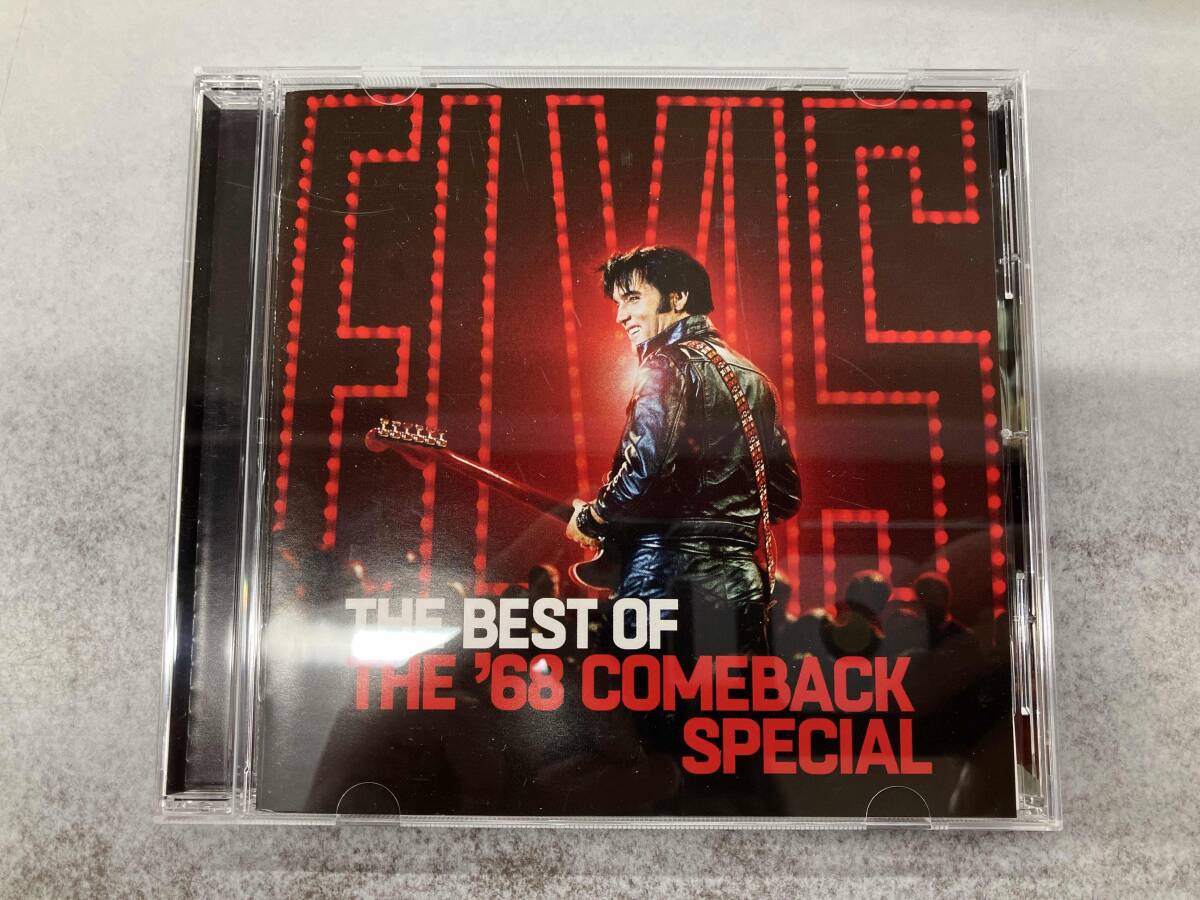 ELVIS
THE BEST OF
THE '68 COMEBACK
SPECIAL